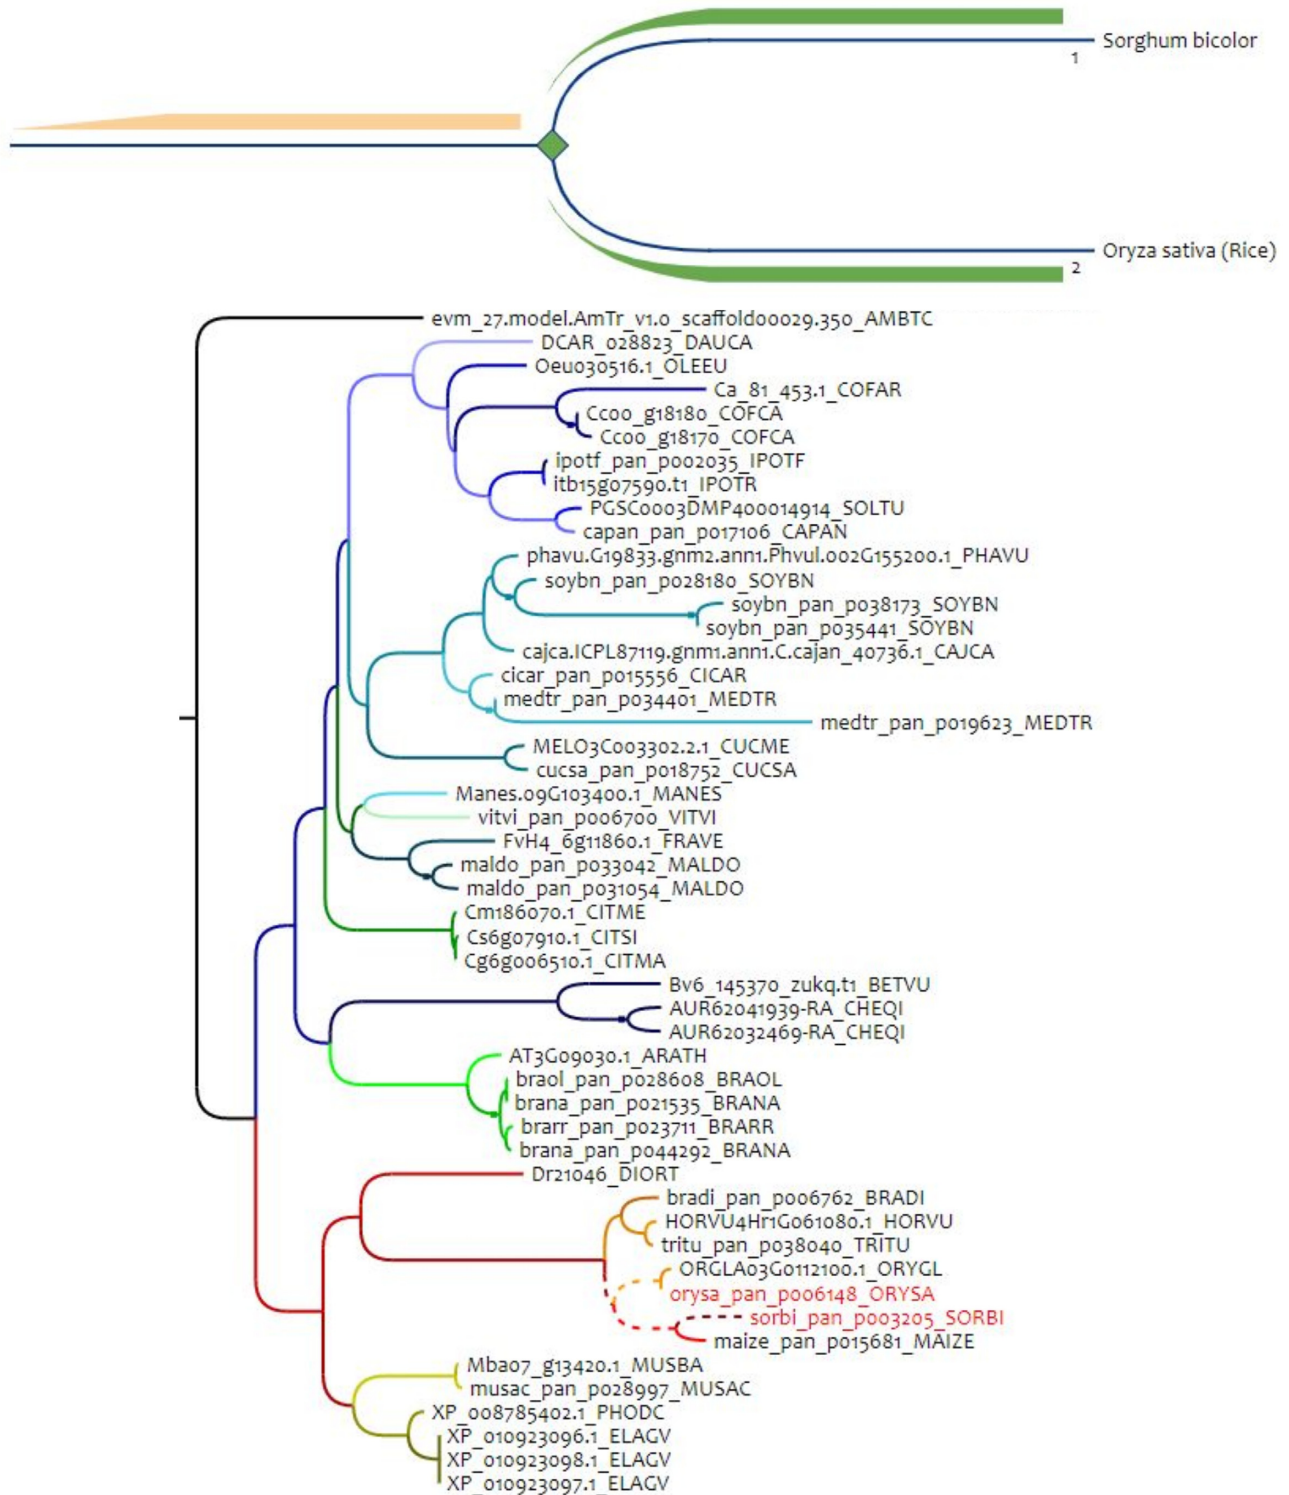 Sorghum bicolor
1
Oryza sativa (Rice)
2
evm_27.model.AmTr_v1.0_scaffold00029.350_AMBTC
DCAR_028823_DAUCA
Oeu030516.1_OLEEU
Ca_81_453.1_COFAR
Cc00_g18180_COFCA
Cc00_g18170_COFCA
ipotf_pan_p002035_IPOTF
itb15g07590.t1_IPOTR
PGSC0003DMP400014914_SOLTU
capan_pan_p017106_CAPAN
phavu.G19833.gnm2.ann1.Phvul.002G155200.1_PHAVU
soybn_pan_p028180_SOYBN
soybn_pan_p038173_SOYBN
soybn_pan_p035441_SOYBN
cajca.ICPL87119.gnm1.ann1.C.cajan_40736.1_CAJCA
cicar_pan_p015556_CICAR
medtr_pan_p034401_MEDTR
medtr_pan_p019623_MEDTR
MELO3C003302.2.1_CUCME
cucsa_pan_p018752_CUCSA
Manes.09G103400.1_MANES
vitvi_pan_p006700_VITVI
FvH4_6g11860.1_FRAVE
maldo_pan_p033042_MALDO
maldo_pan_p031054_MALDO
Cm186070.1_CITME
Cs6g07910.1_CITSI
Cg6g006510.1_CITMA
Bv6_145370_zukq.t1_BETVU
AUR62041939-RA_CHEQI
AUR62032469-RA_CHEQI
AT3G09030.1_ARATH
braol_pan_p028608_BRAOL
brana_pan_p021535_BRANA
brarr_pan_p023711_BRARR
brana_pan_p044292_BRANA
Dr21046_DIORT
bradi_pan_p006762_BRADI
HORVU4Hr1G061080.1_HORVU
tritu_pan_p038040_TRITU
ORGLA03G0112100.1_ORYGL
orysa_pan_p006148_ORYSA
sorbi_pan_p003205_SORBI
maize_pan_p015681_MAIZE
Mba07_g13420.1_MUSBA
musac_pan_p028997_MUSAC
XP_008785402.1_PHODC
XP_010923096.1_ELAGV
XP_010923098.1_ELAGV
XP_010923097.1_ELAGV